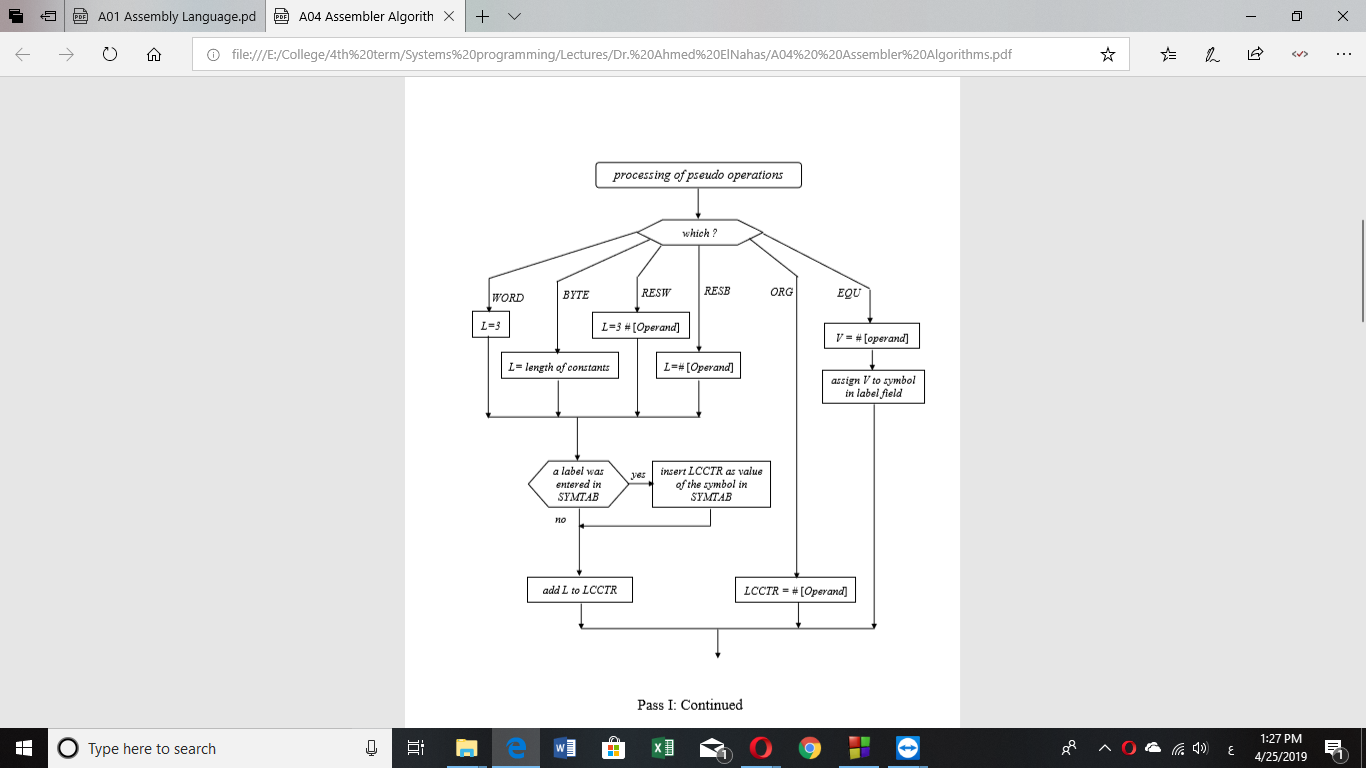 A01 Assembly Language.pd
A04 Assembler Algorith
file:///E:/College/4th%20term/Systems%20programming/Lectures/Dr.%20Ahmed%20ElNahas/A04%20%20Assembler%20Algorithms.pdf
processing of pseudo operations
which ?
WORD
BYTE
RESW
RESB
ORG
EQU
L=3
L=3 # [Operand]
V = # [operand]
L= length of constants
L=# [Operand]
assign V to symbol
in label field
a label was
entered in
SYMTAB
yes
insert LCCTR as value
of the symbol in
SYMTAB
no
add L to LCCTR
LCCTR = # [Operand]
Pass I: Continued
Type here to search
1
ع
1:27 PM
4/25/2019
1